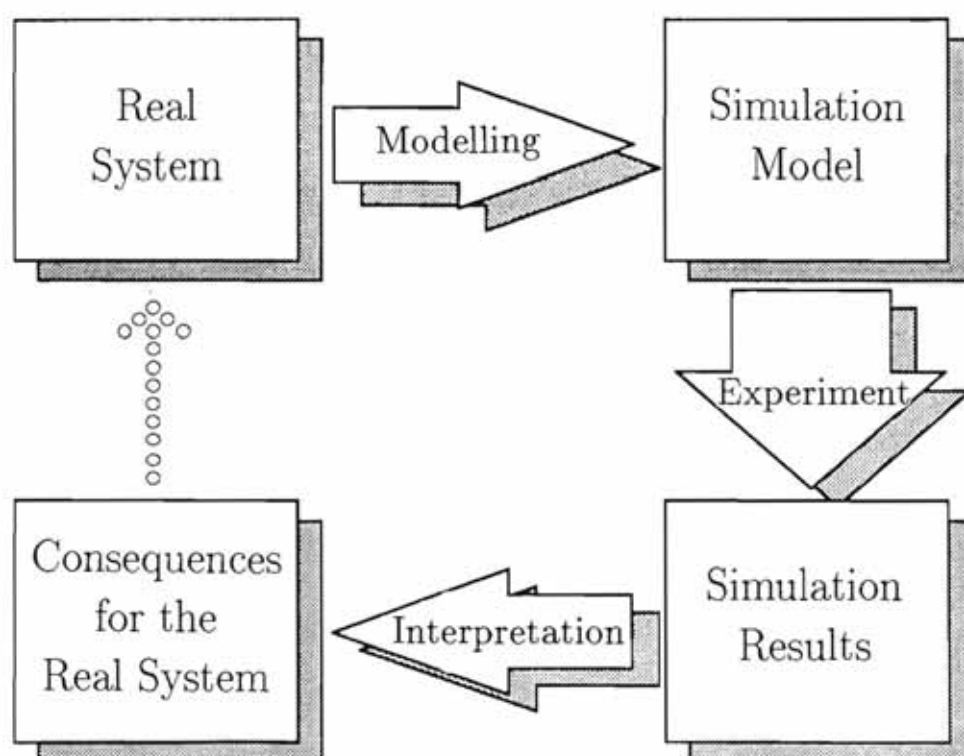 Real
System
Modelling
Simulation
Model
Experiment
Consequences
for the
Real System
Interpretation
Simulation
Results